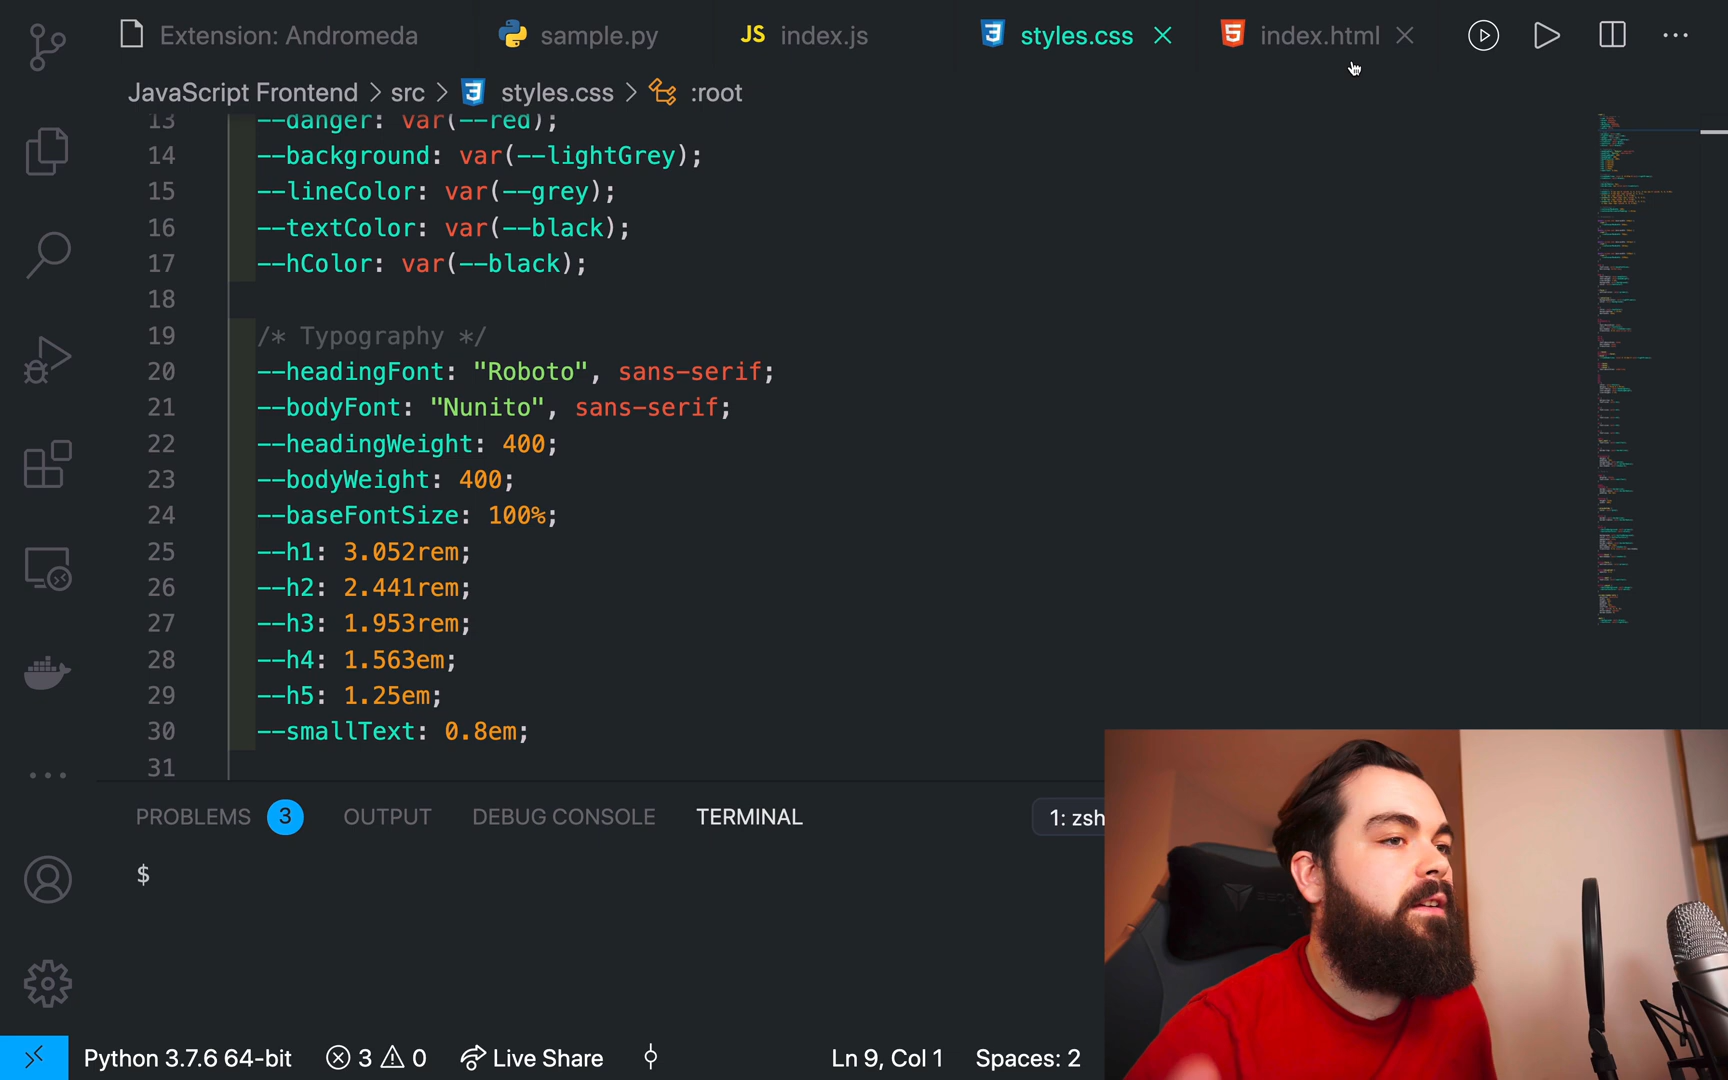 Extension: Andromeda
sample.py
JS index.js
styles.css
index.html
JavaScript Frontend > src > styles.css > :root
13 --danger: var(--red);
14 --background: var(--lightGrey);
15 --lineColor: var(--grey);
16 --textColor: var(--black);
17 --hColor: var(--black);
18
19 /* Typography */
20 --headingFont: "Roboto", sans-serif;
21 --bodyFont: "Nunito", sans-serif;
22 --headingWeight: 400;
23 --bodyWeight: 400;
24 --baseFontSize: 100%;
25 --h1: 3.052rem;
26 --h2: 2.441rem;
27 --h3: 1.953rem;
28 --h4: 1.563em;
29 --h5: 1.25em;
30 --smallText: 0.8em;
31
PROBLEMS 3 OUTPUT DEBUG CONSOLE TERMINAL 1: zsh
$
Python 3.7.6 64-bit 3 0 Live Share Ln 9, Col 1 Spaces: 2